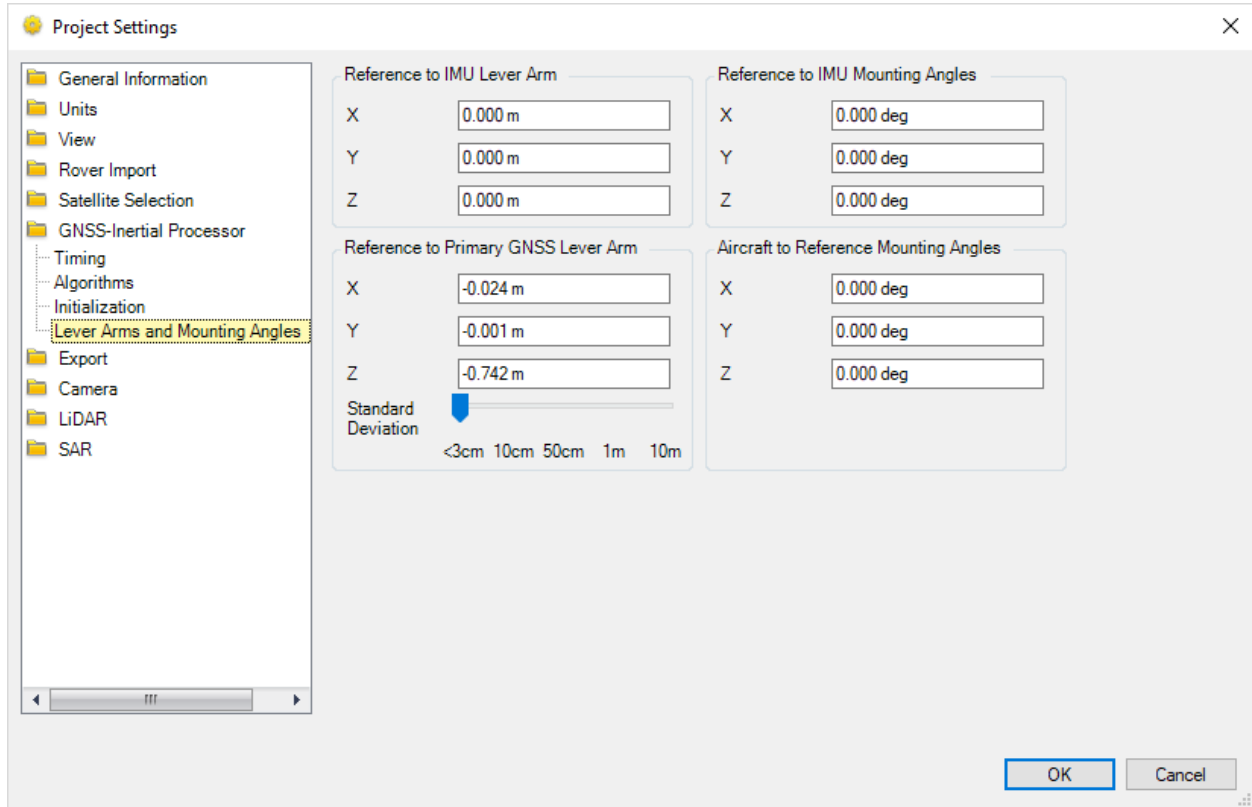 Project Settings
General Information
Units
View
Rover Import
Satellite Selection
GNSS-Inertial Processor
Timing
Algorithms
Initialization
Lever Arms and Mounting Angles
Export
Camera
LiDAR
SAR
Reference to IMU Lever Arm
X 0.000 m
Y 0.000 m
Z 0.000 m
Reference to IMU Mounting Angles
X 0.000 deg
Y 0.000 deg
Z 0.000 deg
Reference to Primary GNSS Lever Arm
X -0.024 m
Y -0.001 m
Z -0.742 m
Standard
Deviation
<3cm 10cm 50cm 1m 10m
Aircraft to Reference Mounting Angles
X 0.000 deg
Y 0.000 deg
Z 0.000 deg
OK Cancel